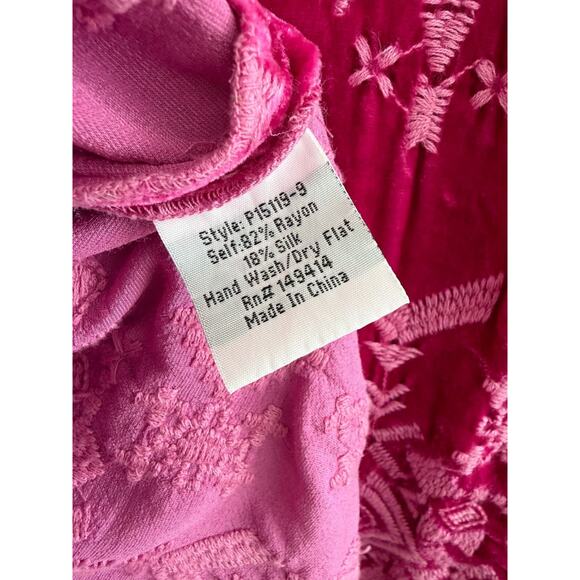 Style: P15119-9
Self:82% Rayon
18% Silk
Hand Wash/Dry Flat
Rn# 149414
Made In China